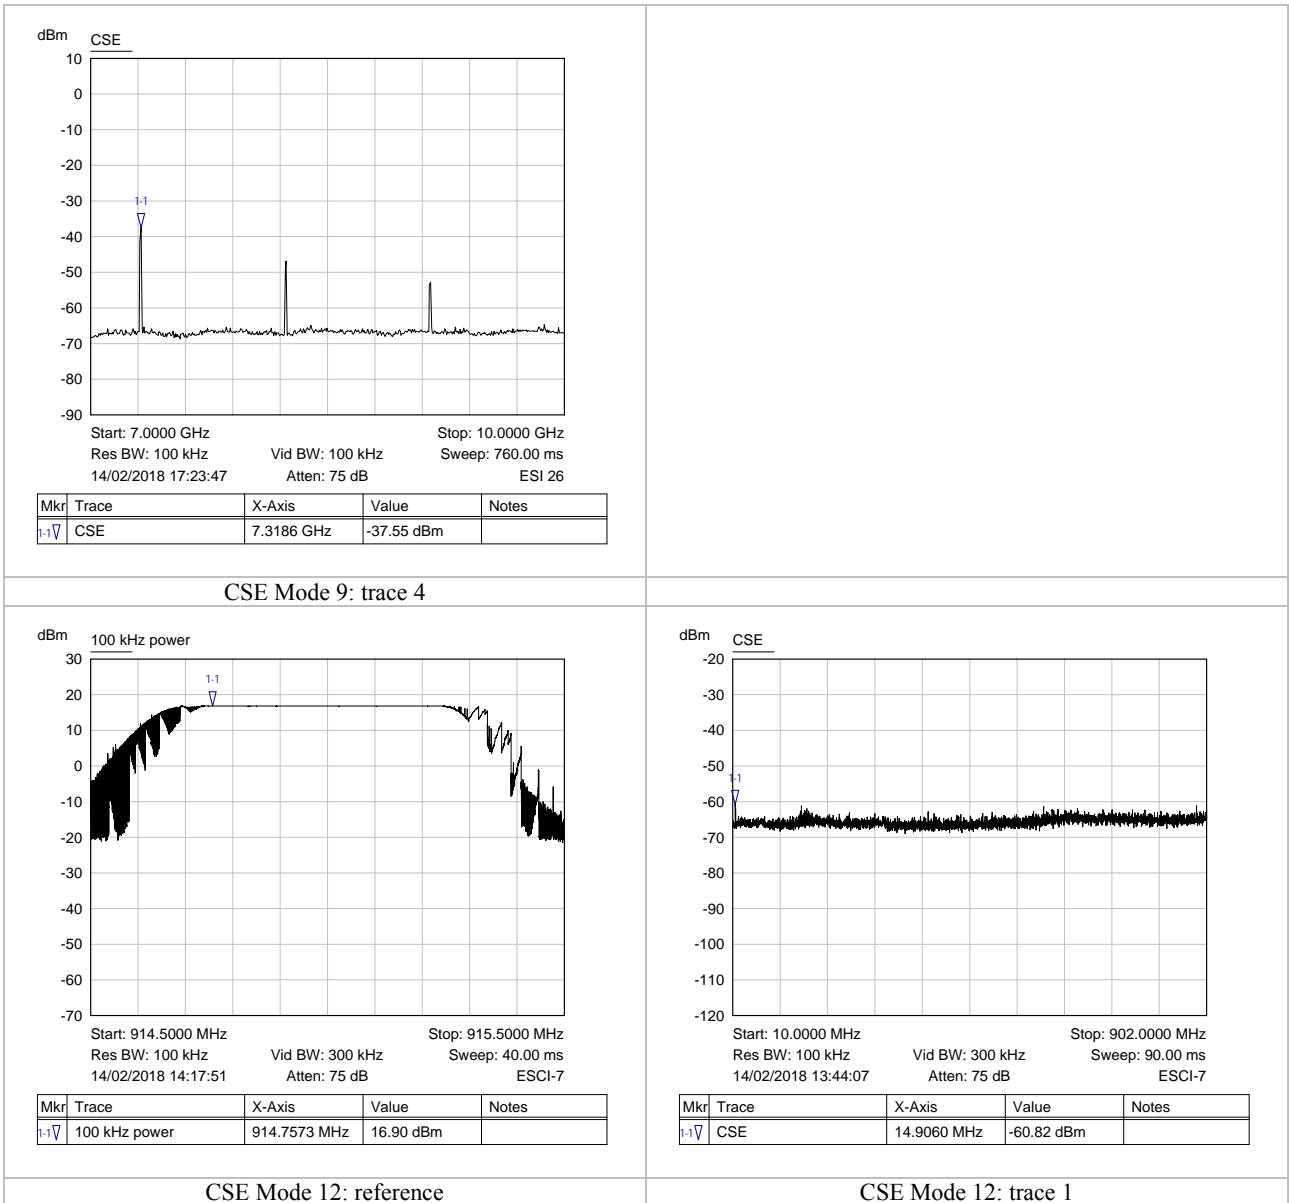 dBm
CSE
10
0
-10
-20
-30
1-1
-40
-50
-60
-70
-80
-90
Start: 7.0000 GHz Stop: 10.0000 GHz
Res BW: 100 kHz Vid BW: 100 kHz Sweep: 760.00 ms
14/02/2018 17:23:47 Atten: 75 dB ESI 26
Mkr Trace X-Axis Value Notes
1-1 CSE 7.3186 GHz -37.55 dBm
CSE Mode 9: trace 4
dBm
100 kHz power
30
1-1
20
10
0
-10
-20
-30
-40
-50
-60
-70
Start: 914.5000 MHz Stop: 915.5000 MHz
Res BW: 100 kHz Vid BW: 300 kHz Sweep: 40.00 ms
14/02/2018 14:17:51 Atten: 75 dB ESCI-7
Mkr Trace X-Axis Value Notes
1-1 100 kHz power 914.7573 MHz 16.90 dBm
CSE Mode 12: reference
dBm
CSE
-20
-30
-40
-50
1-1
-60
-70
-80
-90
-100
-110
-120
Start: 10.0000 MHz Stop: 902.0000 MHz
Res BW: 100 kHz Vid BW: 300 kHz Sweep: 90.00 ms
14/02/2018 13:44:07 Atten: 75 dB ESCI-7
Mkr Trace X-Axis Value Notes
1-1 CSE 14.9060 MHz -60.82 dBm
CSE Mode 12: trace 1